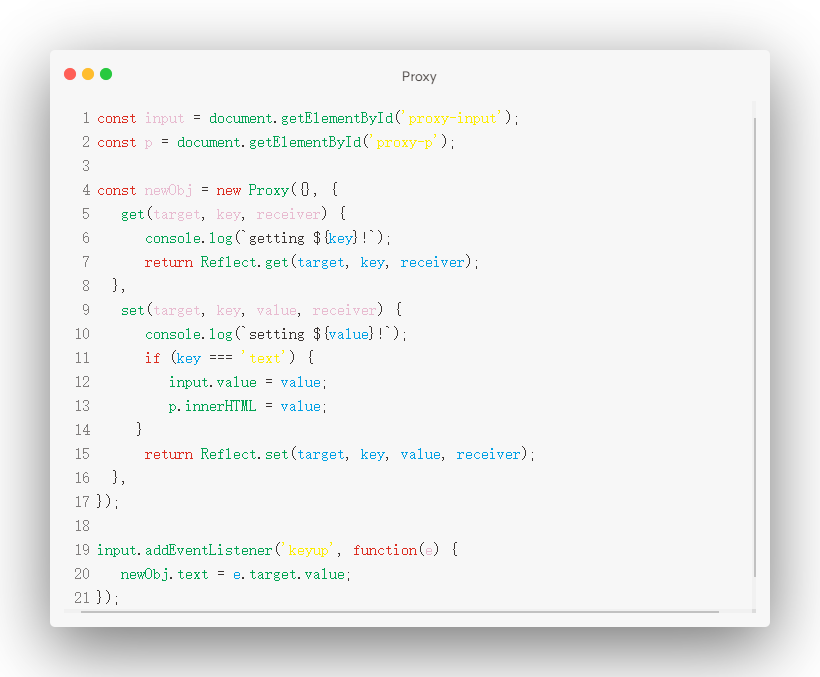 Proxy
1 const input = document.getElementById('proxy-input');
2 const p = document.getElementById('proxy-p');
3
4 const newObj = new Proxy({}, {
5    get(target, key, receiver) {
6       console.log(`getting ${key}!`);
7       return Reflect.get(target, key, receiver);
8   },
9    set(target, key, value, receiver) {
10       console.log(`setting ${value}!`);
11       if (key === 'text') {
12          input.value = value;
13          p.innerHTML = value;
14      }
15       return Reflect.set(target, key, value, receiver);
16   },
17 });
18
19 input.addEventListener('keyup', function(e) {
20    newObj.text = e.target.value;
21 });